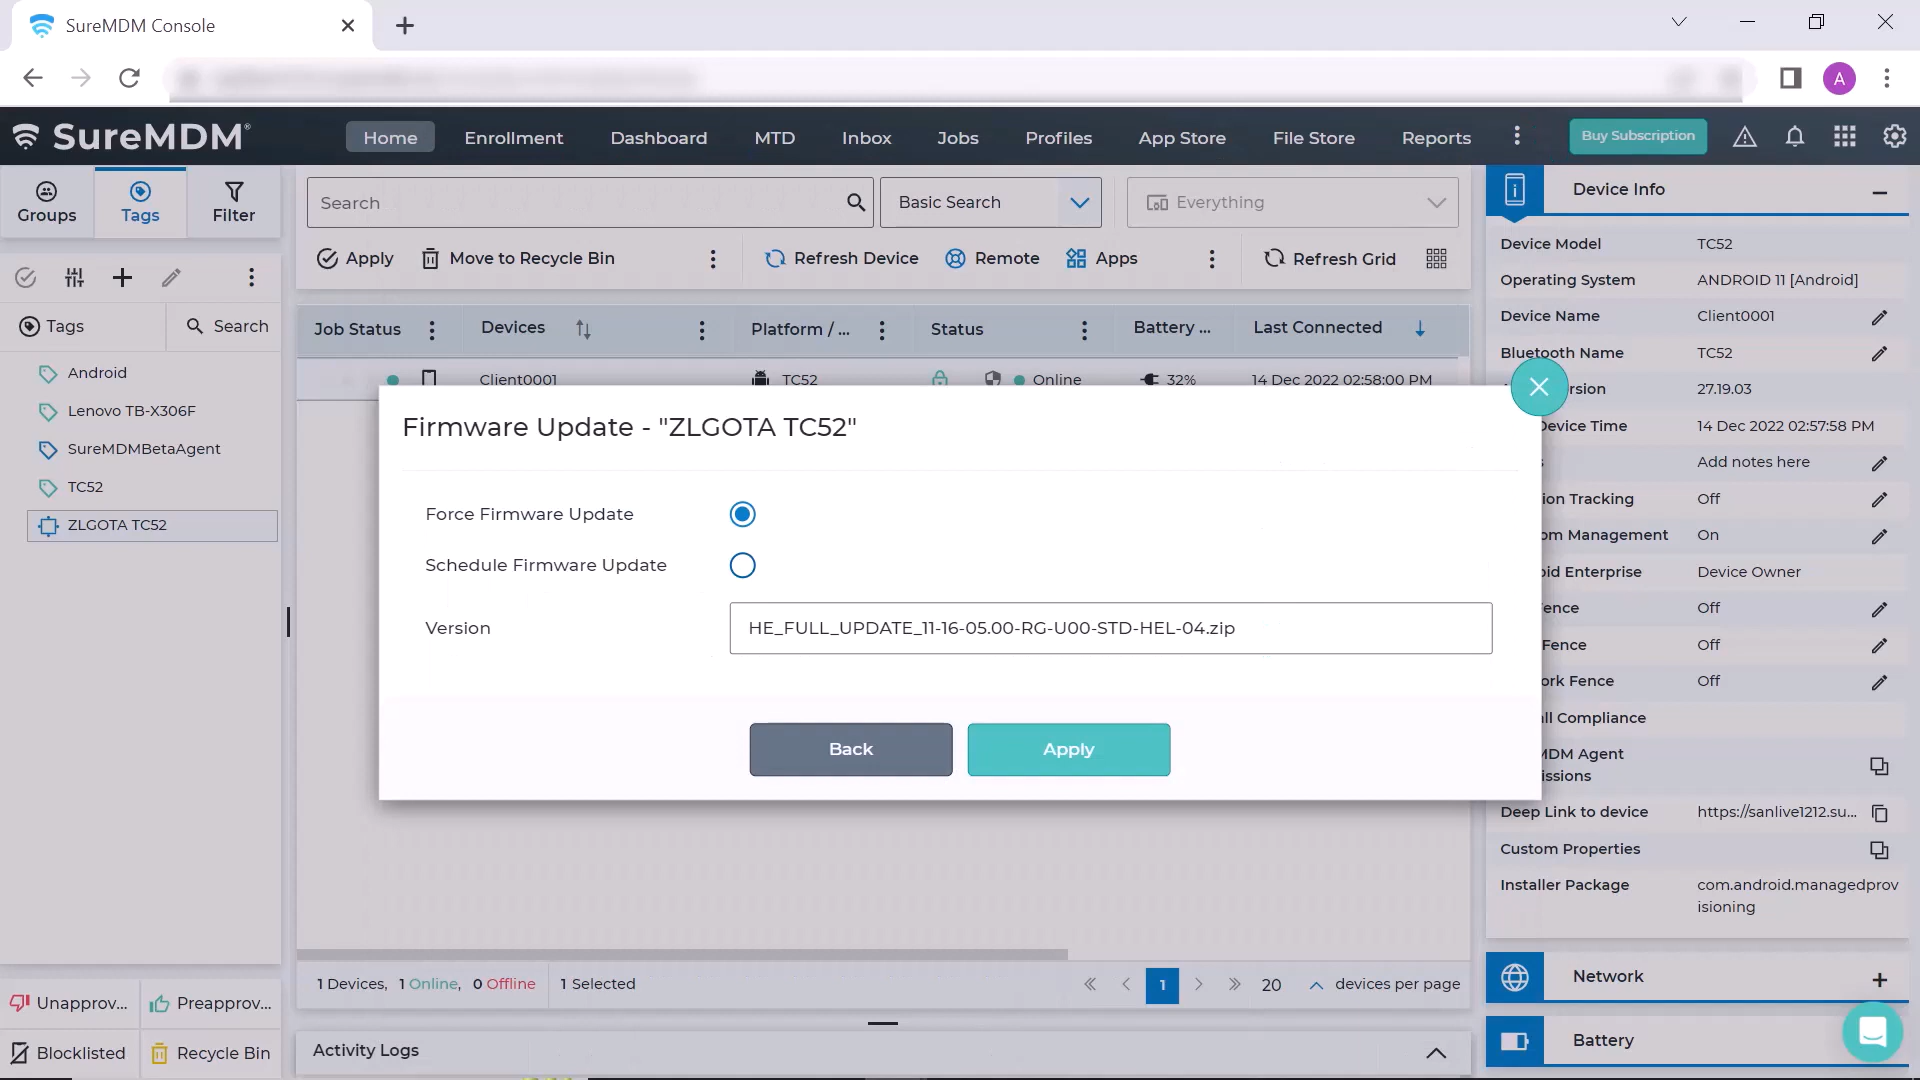 SureMDM Console
A
SureMDM®
Home
Enrollment
Dashboard
MTD
Inbox
Jobs
Profiles
App Store
File Store
Reports
Buy Subscription
Groups
Tags
Filter
Search
Basic Search
Everything
Apply
Move to Recycle Bin
Refresh Device
Remote
Apps
Refresh Grid
Tags
Search
Android
Lenovo TB-X306F
SureMDMBetaAgent
TC52
ZLGOTA TC52
Job Status
Devices
Platform / ...
Status
Battery ...
Last Connected
Client0001
TC52
Online
32%
14 Dec 2022 02:58:00 PM
Firmware Update - "ZLGOTA TC52"
Force Firmware Update
Schedule Firmware Update
Version
HE_FULL_UPDATE_11-16-05.00-RG-U00-STD-HEL-04.zip
Back
Apply
Device Info
Device Model TC52
Operating System ANDROID 11 [Android]
Device Name Client0001
Bluetooth Name TC52
rsion 27.19.03
Device Time 14 Dec 2022 02:57:58 PM
s Add notes here
ion Tracking Off
om Management On
oid Enterprise Device Owner
ence Off
Fence Off
ork Fence Off
ll Compliance
MDM Agent
issions
Deep Link to device https://sanlive1212.su...
Custom Properties
Installer Package com.android.managedprov
isioning
Network
Battery
1 Devices, 1 Online, 0 Offline
1 Selected
1
20
devices per page
Unapprov...
Preapprov...
Blocklisted
Recycle Bin
Activity Logs